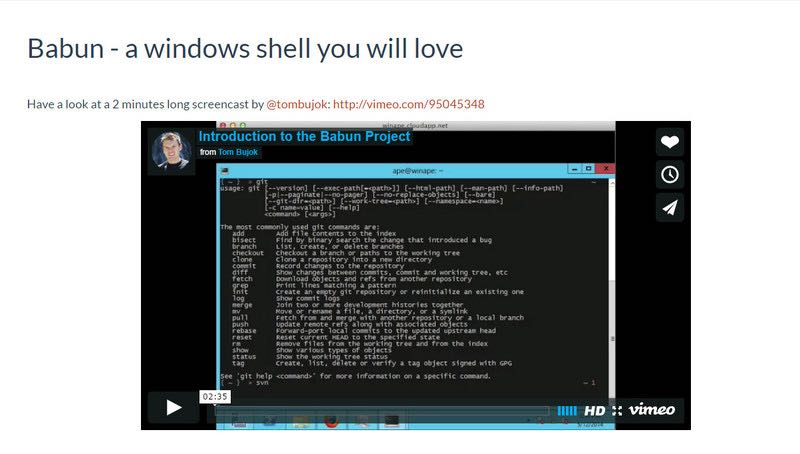 Babun - a windows shell you will love
Have a look at a 2 minutes long screencast by @tombujok: http://vimeo.com/95045348
winape.cloudapp.net
Introduction to the Babun Project
from Tom Bujok
ape@winape: ~
{ ~ } » git
usage: git [--version] [--exec-path[=<path>]] [--html-path] [--man-path] [--info-path]
[-p|--paginate|--no-pager] [--no-replace-objects] [--bare]
[--git-dir=<path>] [--work-tree=<path>] [--namespace=<name>]
[-c name=value] [--help]
<command> [<args>]
The most commonly used git commands are:
add Add file contents to the index
bisect Find by binary search the change that introduced a bug
branch List, create, or delete branches
checkout Checkout a branch or paths to the working tree
clone Clone a repository into a new directory
commit Record changes to the repository
diff Show changes between commits, commit and working tree, etc
fetch Download objects and refs from another repository
grep Print lines matching a pattern
init Create an empty git repository or reinitialize an existing one
log Show commit logs
merge Join two or more development histories together
mv Move or rename a file, a directory, or a symlink
pull Fetch from and merge with another repository or a local branch
push Update remote refs along with associated objects
rebase Forward-port local commits to the updated upstream head
reset Reset current HEAD to the specified state
rm Remove files from the working tree and from the index
show Show various types of objects
status Show the working tree status
tag Create, list, delete or verify a tag object signed with GPG
See 'git help <command>' for more information on a specific command.
{ ~ } » svn ~ 1
02:35
HD vimeo
5/12/2014